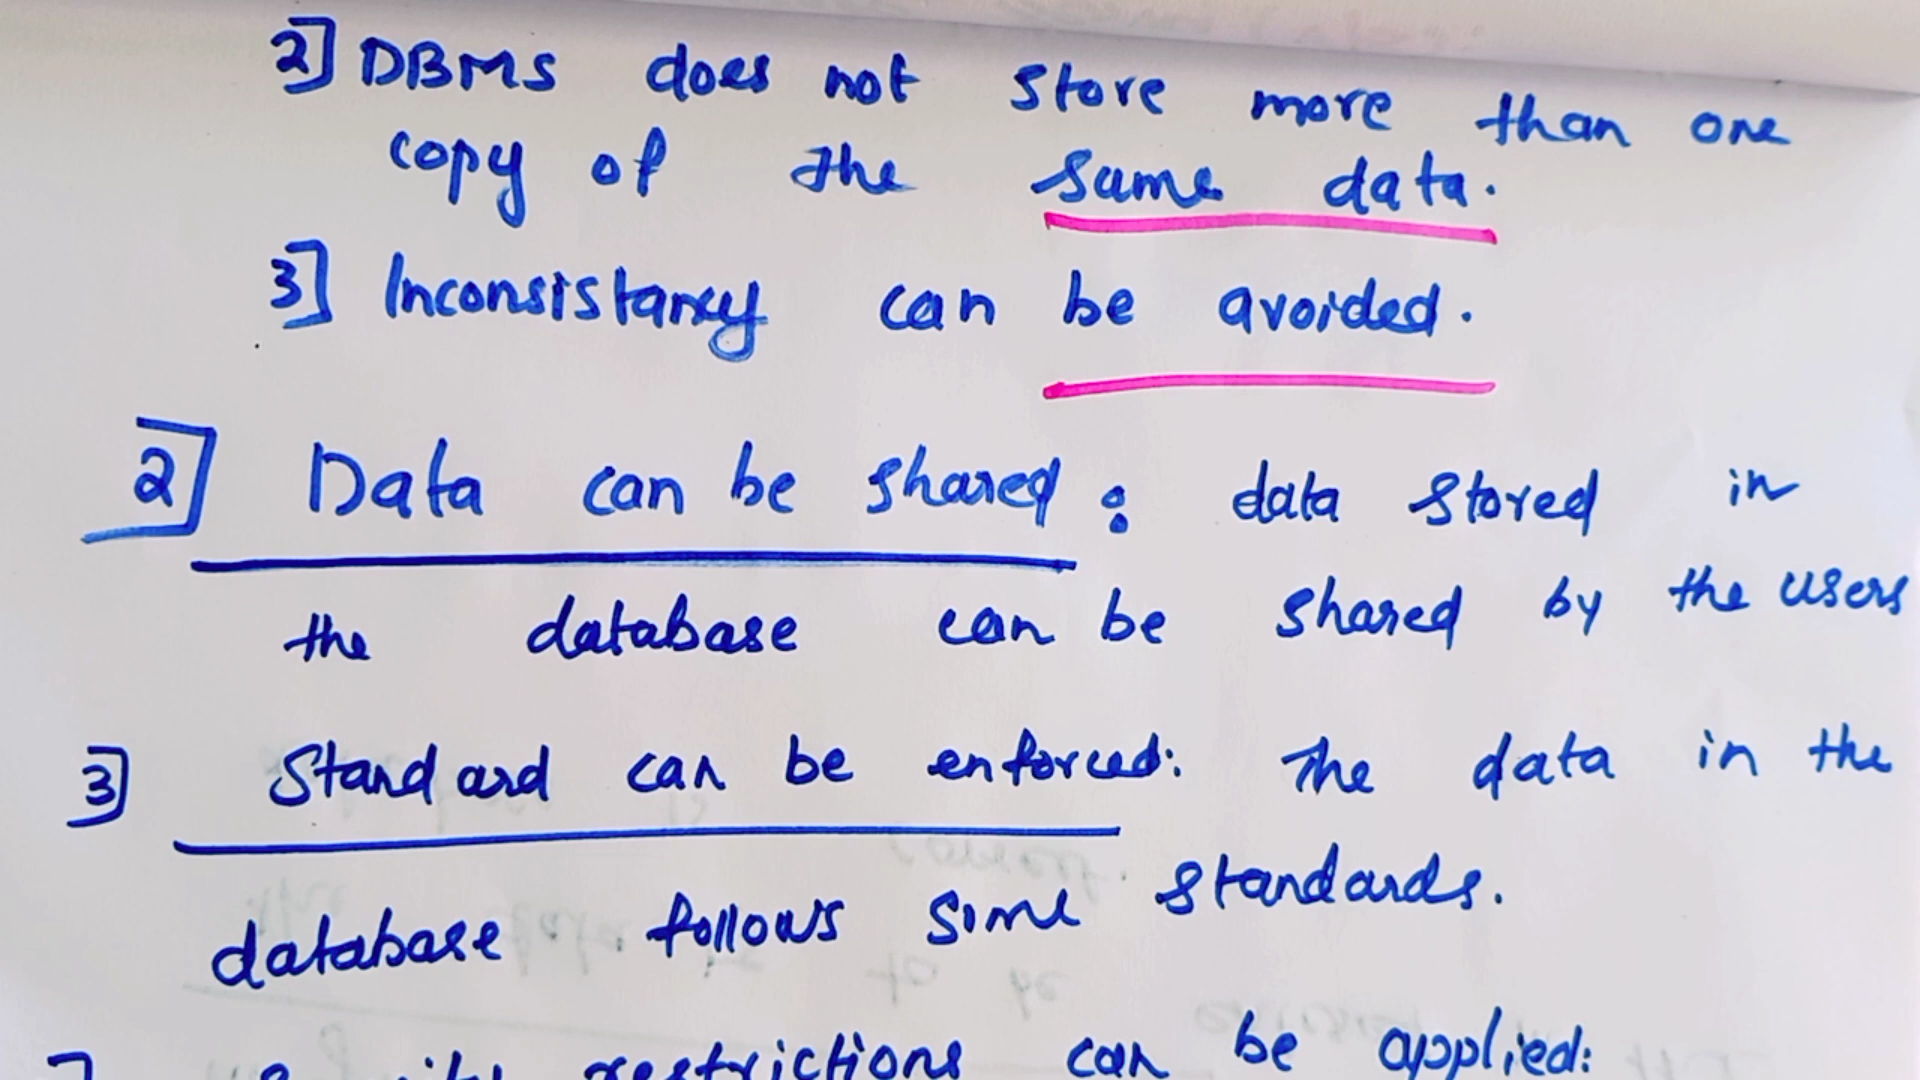 2] DBMS does not store more than one
copy of the same data.
3] Inconsistancy can be avoided.
2] Data can be shared : data stored in
the database can be shared by the users
3] Standard can be enforced: The data in the
database follows some standards.
restrictions can be applied: